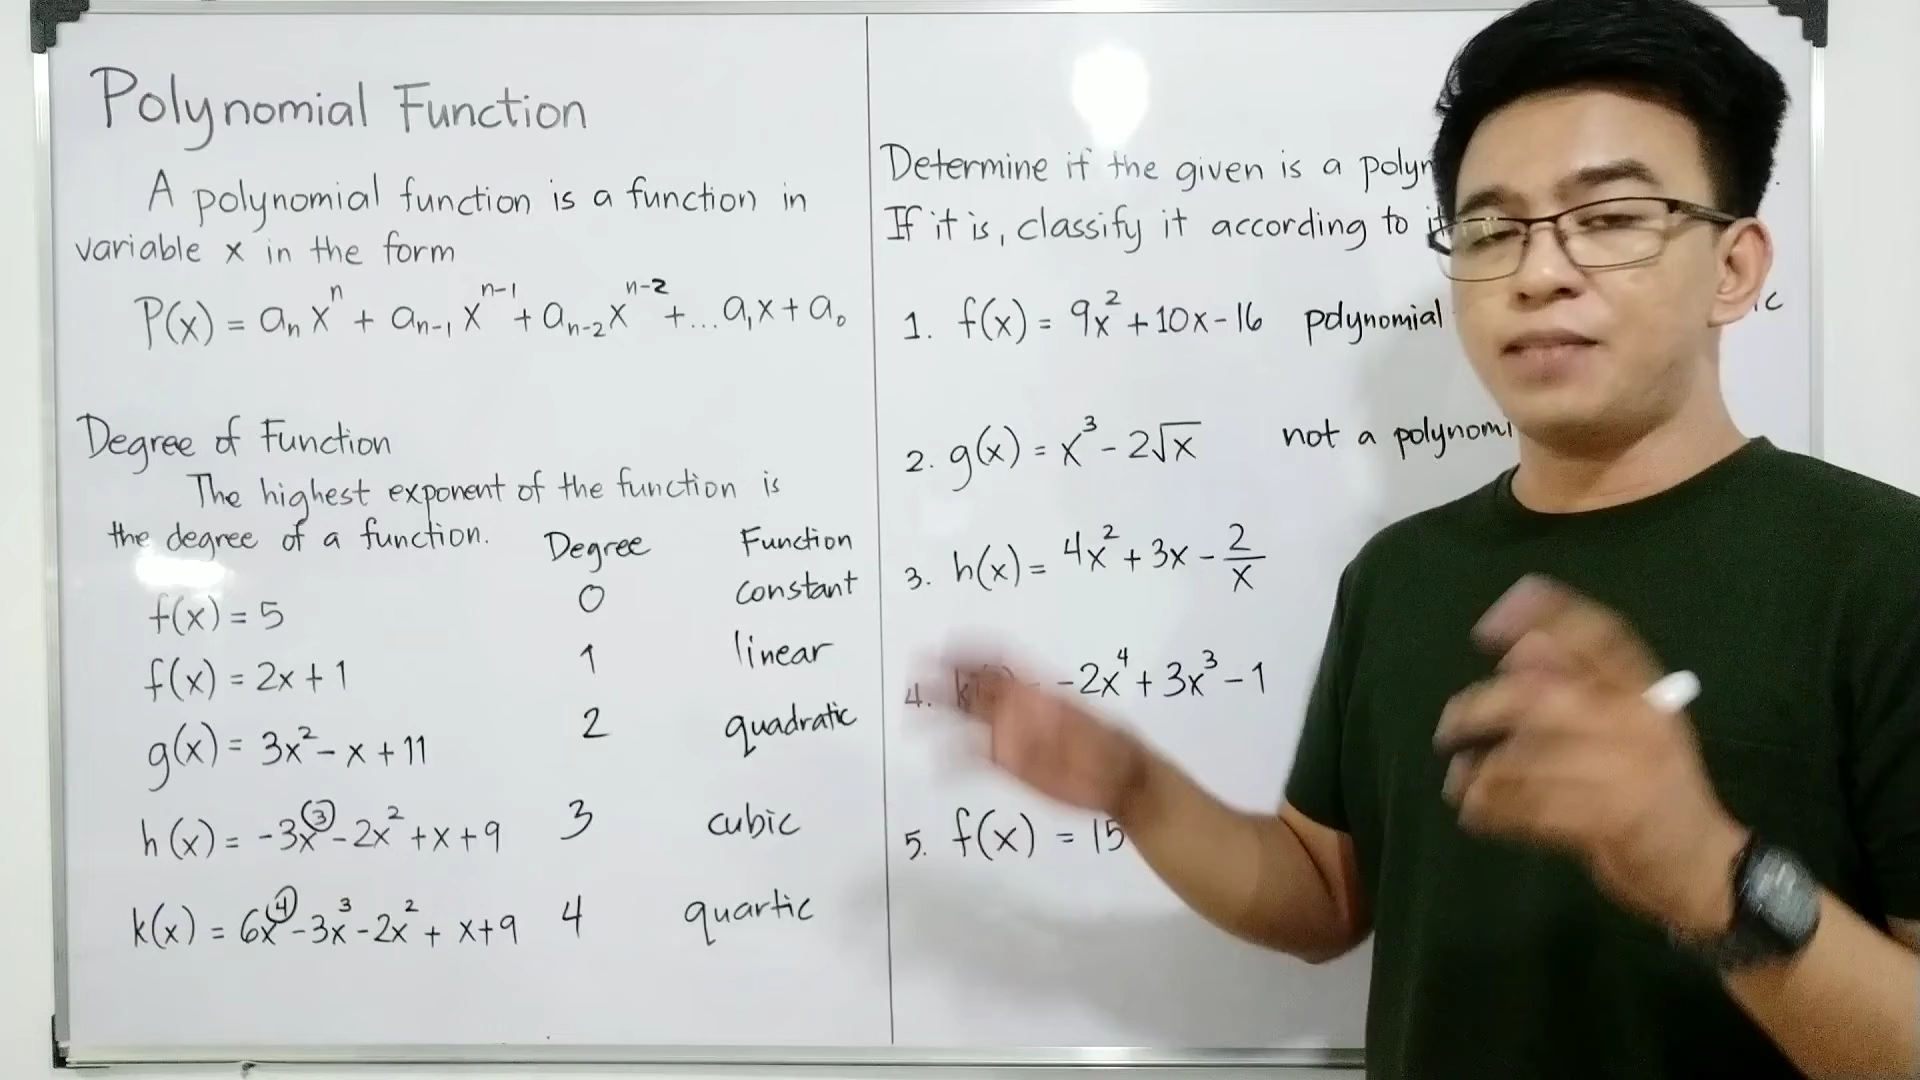 Polynomial Function
A polynomial function is a function in
variable x in the form
P(x) = aₙxⁿ + aₙ₋₁xⁿ⁻¹ + aₙ₋₂xⁿ⁻² + ... a₁x + a₀
Degree of Function
The highest exponent of the function is
the degree of a function.
Degree Function
f(x) = 5 0 constant
f(x) = 2x + 1 1 linear
g(x) = 3x² - x + 11 2 quadratic
h(x) = -3x³ - 2x² + x + 9 3 cubic
k(x) = 6x⁴ - 3x³ - 2x² + x + 9 4 quartic
Determine if the given is a
If it is, classify it according to
1. f(x) = 9x² + 10x - 16 polynomial
2. g(x) = x³ - 2√x not a
3. h(x) = 4x² + 3x - 2/x
4. -2x⁴ + 3x³ - 1
5. f(x) = 15